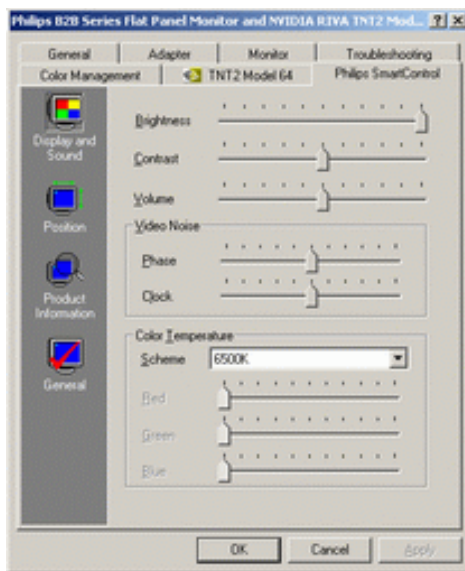 Philips B2B Series Flat Panel Monitor and NVIDIA RIVA TNT2 Mod...
General Adapter Monitor Troubleshooting
Color Management TNT2 Model 64 Philips SmartControl
Display and Sound
Position
Product Information
General
Brightness
Contrast
Volume
Video Noise
Phase
Clock
Color Temperature
Scheme 6500K
Red
Green
Blue
OK Cancel Apply